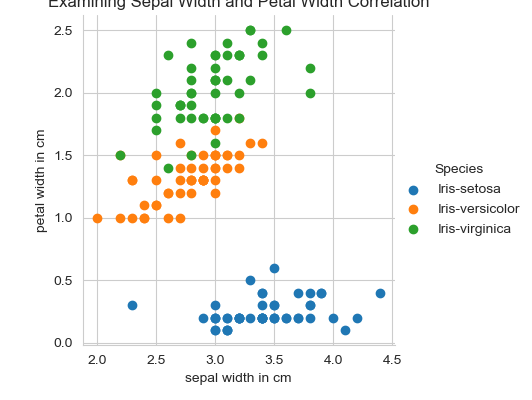 Examining Sepal Width and Petal Width Correlation
2.5
2.0
1.5
1.0
0.5
0.0
petal width in cm
2.0 2.5 3.0 3.5 4.0 4.5
sepal width in cm
Species
Iris-setosa
Iris-versicolor
Iris-virginica